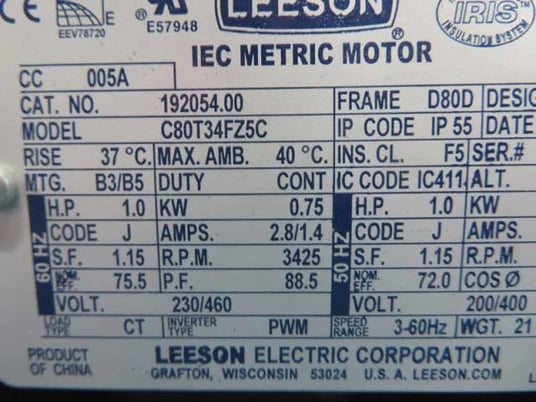 CE EEV78720 E ® E57948 LEESON ® IRIS™ INSULATION SYSTEM
IEC METRIC MOTOR
CC 005A
CAT. NO. 192054.00 FRAME D80D DESIG
MODEL C80T34FZ5C IP CODE IP 55 DATE
RISE 37 °C. MAX. AMB. 40 °C. INS. CL. F5 SER.#
MTG. B3/B5 DUTY CONT IC CODE IC411 ALT.
60 HZ H.P. 1.0 KW 0.75 50 HZ H.P. 1.0 KW
CODE J AMPS. 2.8/1.4 CODE J AMPS.
S.F. 1.15 R.P.M. 3425 S.F. 1.15 R.P.M.
NOM. EFF. 75.5 P.F. 88.5 NOM. EFF. 72.0 COS Ø
VOLT. 230/460 VOLT. 200/400
LOAD TYPE CT INVERTER TYPE PWM SPEED RANGE 3-60Hz WGT. 21
PRODUCT OF CHINA LEESON ELECTRIC CORPORATION
GRAFTON, WISCONSIN 53024 U.S.A. LEESON.COM L